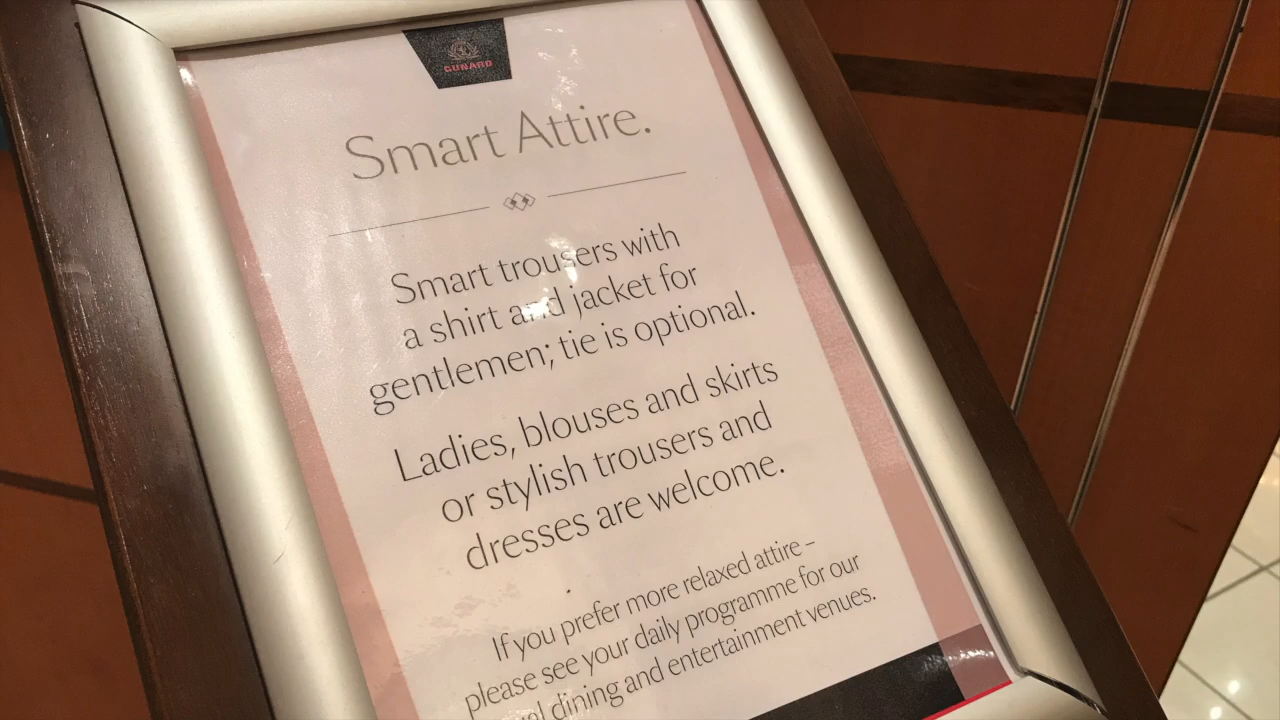 CUNARD
Smart Attire.
Smart trousers with
a shirt and jacket for
gentlemen; tie is optional.
Ladies, blouses and skirts
or stylish trousers and
dresses are welcome.
If you prefer more relaxed attire –
please see your daily programme for our
dining and entertainment venues.